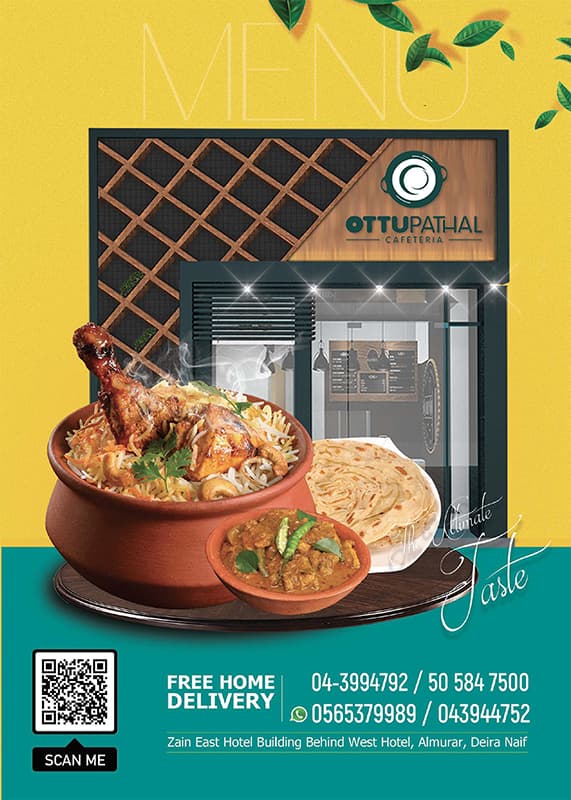 MENU
OTTUPATHAL
CAFETERIA
The Ultimate
Taste
FREE HOME
DELIVERY
04-3994792 / 50 584 7500
0565379989 / 043944752
Zain East Hotel Building Behind West Hotel, Almurar, Deira Naif
SCAN ME